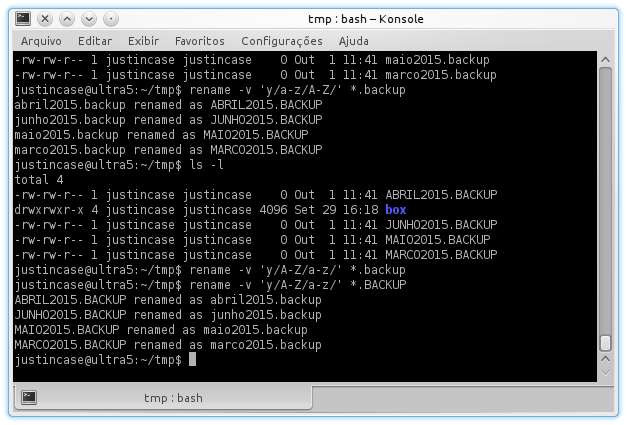 tmp : bash – Konsole
Arquivo Editar Exibir Favoritos Configurações Ajuda
-rw-rw-r-- 1 justincase justincase    0 Out  1 11:41 maio2015.backup
-rw-rw-r-- 1 justincase justincase    0 Out  1 11:41 marco2015.backup
justincase@ultra5:~/tmp$ rename -v 'y/a-z/A-Z/' *.backup
abril2015.backup renamed as ABRIL2015.BACKUP
junho2015.backup renamed as JUNHO2015.BACKUP
maio2015.backup renamed as MAIO2015.BACKUP
marco2015.backup renamed as MARCO2015.BACKUP
justincase@ultra5:~/tmp$ ls -l
total 4
-rw-rw-r-- 1 justincase justincase    0 Out  1 11:41 ABRIL2015.BACKUP
drwxrwxr-x 4 justincase justincase 4096 Set 29 16:18 box
-rw-rw-r-- 1 justincase justincase    0 Out  1 11:41 JUNHO2015.BACKUP
-rw-rw-r-- 1 justincase justincase    0 Out  1 11:41 MAIO2015.BACKUP
-rw-rw-r-- 1 justincase justincase    0 Out  1 11:41 MARCO2015.BACKUP
justincase@ultra5:~/tmp$ rename -v 'y/A-Z/a-z/' *.backup
justincase@ultra5:~/tmp$ rename -v 'y/A-Z/a-z/' *.BACKUP
ABRIL2015.BACKUP renamed as abril2015.backup
JUNHO2015.BACKUP renamed as junho2015.backup
MAIO2015.BACKUP renamed as maio2015.backup
MARCO2015.BACKUP renamed as marco2015.backup
justincase@ultra5:~/tmp$
tmp : bash